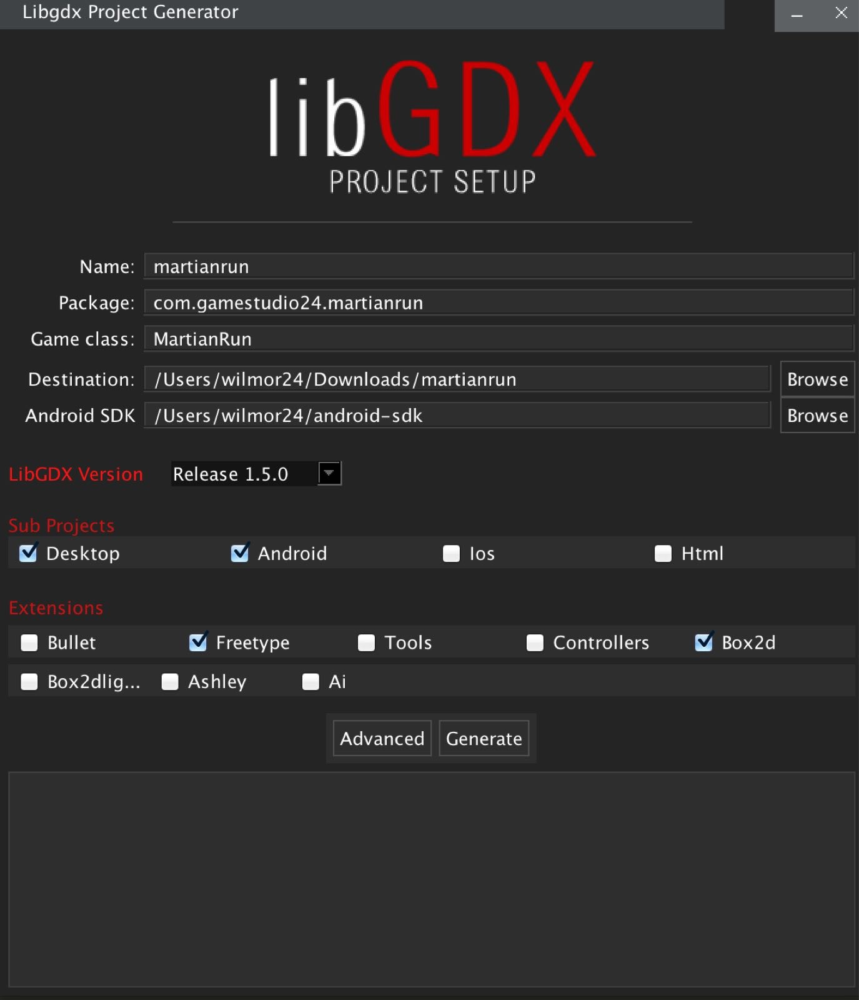 Libgdx Project Generator
libGDX
PROJECT SETUP
Name: martianrun
Package: com.gamestudio24.martianrun
Game class: MartianRun
Destination: /Users/wilmor24/Downloads/martianrun Browse
Android SDK /Users/wilmor24/android-sdk Browse
LibGDX Version Release 1.5.0
Sub Projects
Desktop Android Ios Html
Extensions
Bullet Freetype Tools Controllers Box2d
Box2dlig... Ashley Ai
Advanced Generate